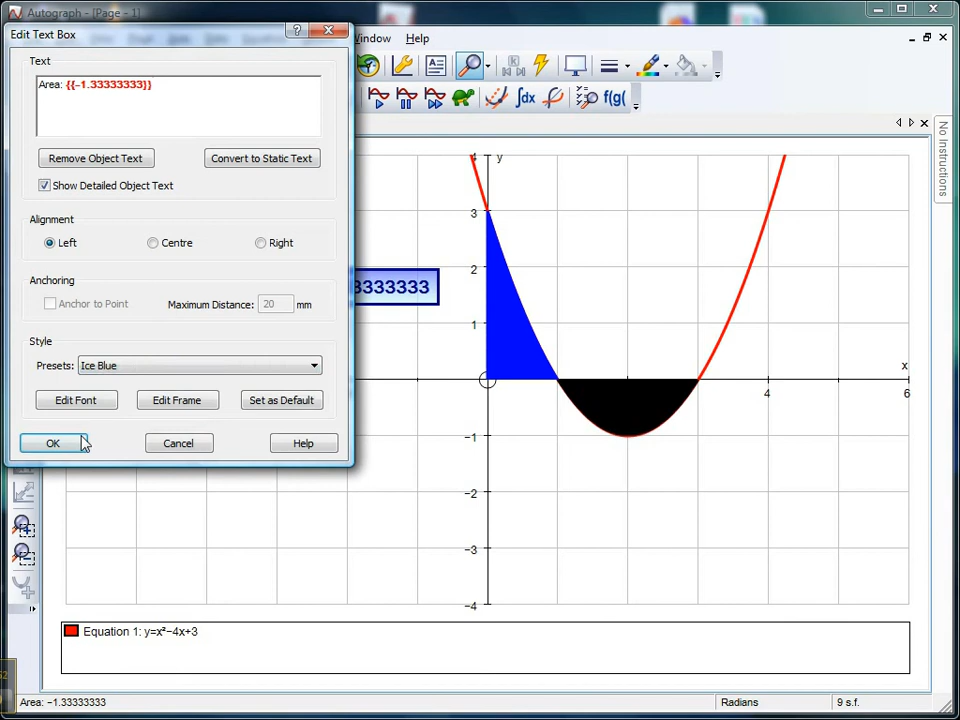 Autograph - [Page - 1]
Edit Text Box
Window Help
Text
Area: {{−1.33333333}}
Remove Object Text
Convert to Static Text
Show Detailed Object Text
Alignment
Left
Centre
Right
Anchoring
Anchor to Point
Maximum Distance: 20 mm
Style
Presets: Ice Blue
Edit Font
Edit Frame
Set as Default
OK
Cancel
Help
∫dx
f(g(
No Instructions
3333333
y
4
3
2
1
−1
−2
−3
−4
x
4
6
Equation 1: y=x²−4x+3
Area: −1.33333333
Radians
9 s.f.